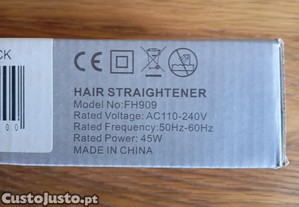 CK
00
CE
HAIR STRAIGHTENER
Model No:FH909
Rated Voltage: AC110-240V
Rated Frequency:50Hz-60Hz
Rated Power: 45W
MADE IN CHINA
CustoJusto.pt